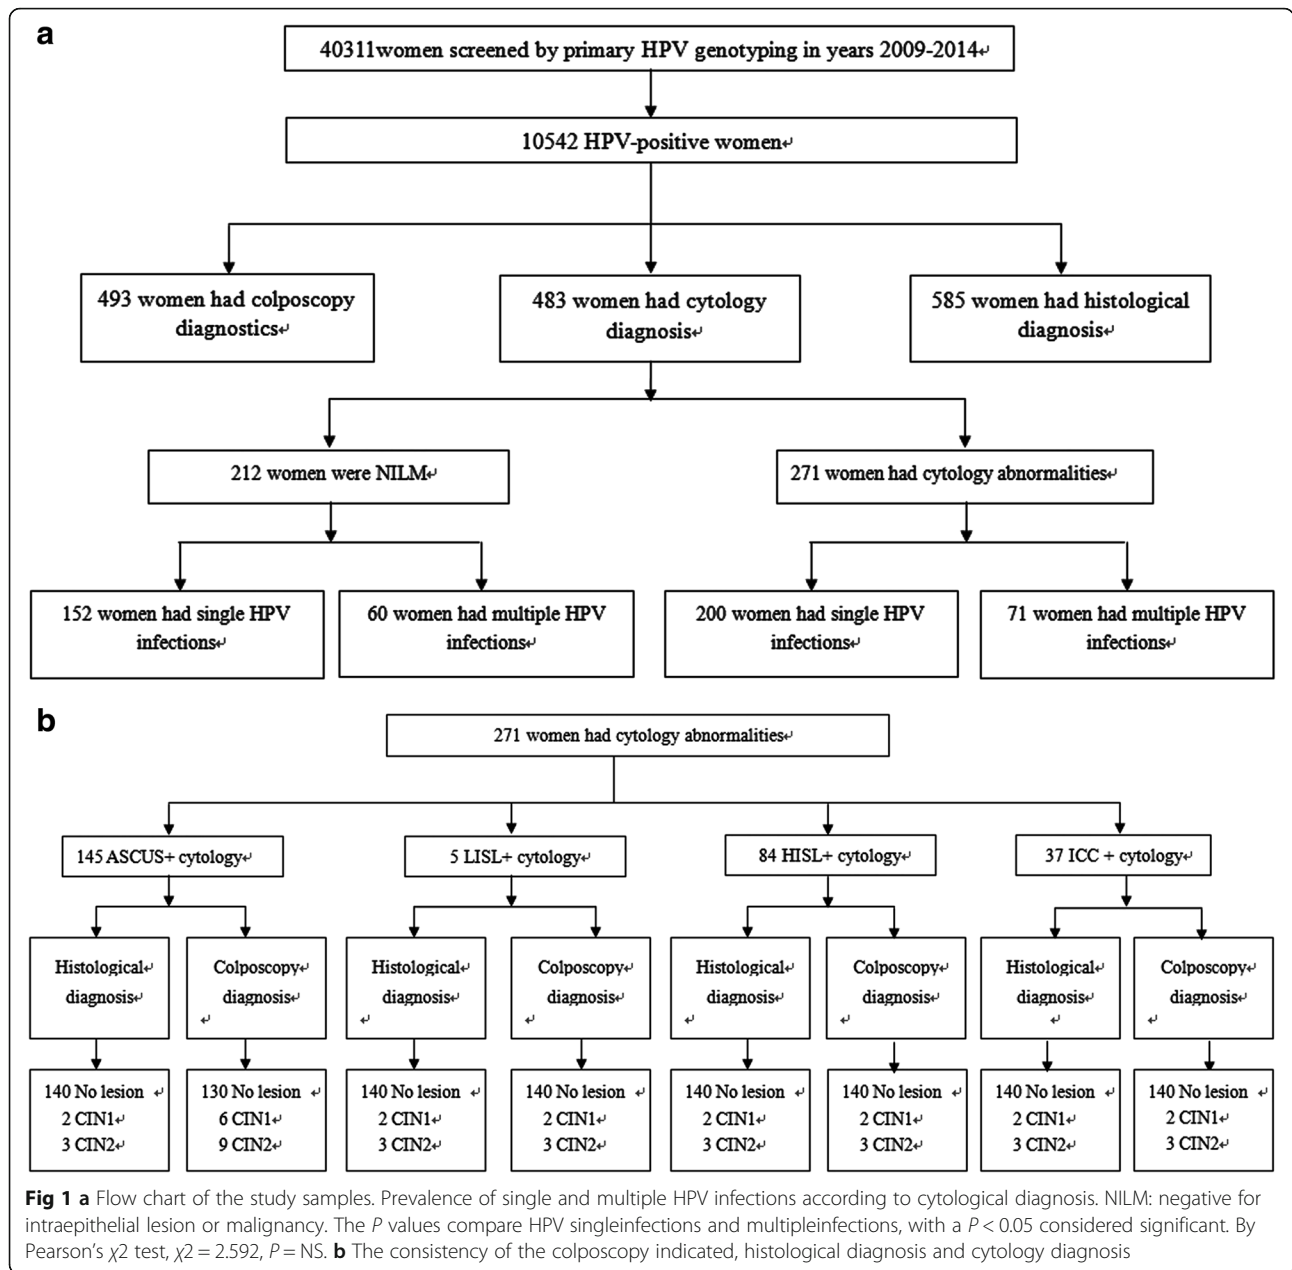 a
40311women screened by primary HPV genotyping in years 2009-2014↵
10542 HPV-positive women↵
493 women had colposcopy
diagnostics↵
483 women had cytology
diagnosis↵
585 women had histological
diagnosis↵
212 women were NILM↵
271 women had cytology abnormalities↵
152 women had single HPV
infections↵
60 women had multiple HPV
infections↵
200 women had single HPV
infections↵
71 women had multiple HPV
infections↵
b
271 women had cytology abnormalities↵
145 ASCUS+ cytology↵
5 LISL+ cytology↵
84 HISL+ cytology↵
37 ICC + cytology↵
Histological↵
diagnosis↵
Colposcopy↵
diagnosis↵
↵
Histological↵
diagnosis↵
↵
Colposcopy↵
diagnosis↵
↵
Histological↵
diagnosis↵
↵
Colposcopy↵
diagnosis↵
↵
Histological↵
diagnosis↵
↵
Colposcopy↵
diagnosis↵
↵
140 No lesion ↵
2 CIN1↵
3 CIN2↵
130 No lesion ↵
6 CIN1↵
9 CIN2↵
140 No lesion ↵
2 CIN1↵
3 CIN2↵
140 No lesion ↵
2 CIN1↵
3 CIN2↵
140 No lesion ↵
2 CIN1↵
3 CIN2↵
140 No lesion ↵
2 CIN1↵
3 CIN2↵
140 No lesion ↵
2 CIN1↵
3 CIN2↵
140 No lesion ↵
2 CIN1↵
3 CIN2↵
Fig 1 a Flow chart of the study samples. Prevalence of single and multiple HPV infections according to cytological diagnosis. NILM: negative for
intraepithelial lesion or malignancy. The P values compare HPV singleinfections and multipleinfections, with a P < 0.05 considered significant. By
Pearson's χ2 test, χ2 = 2.592, P = NS. b The consistency of the colposcopy indicated, histological diagnosis and cytology diagnosis